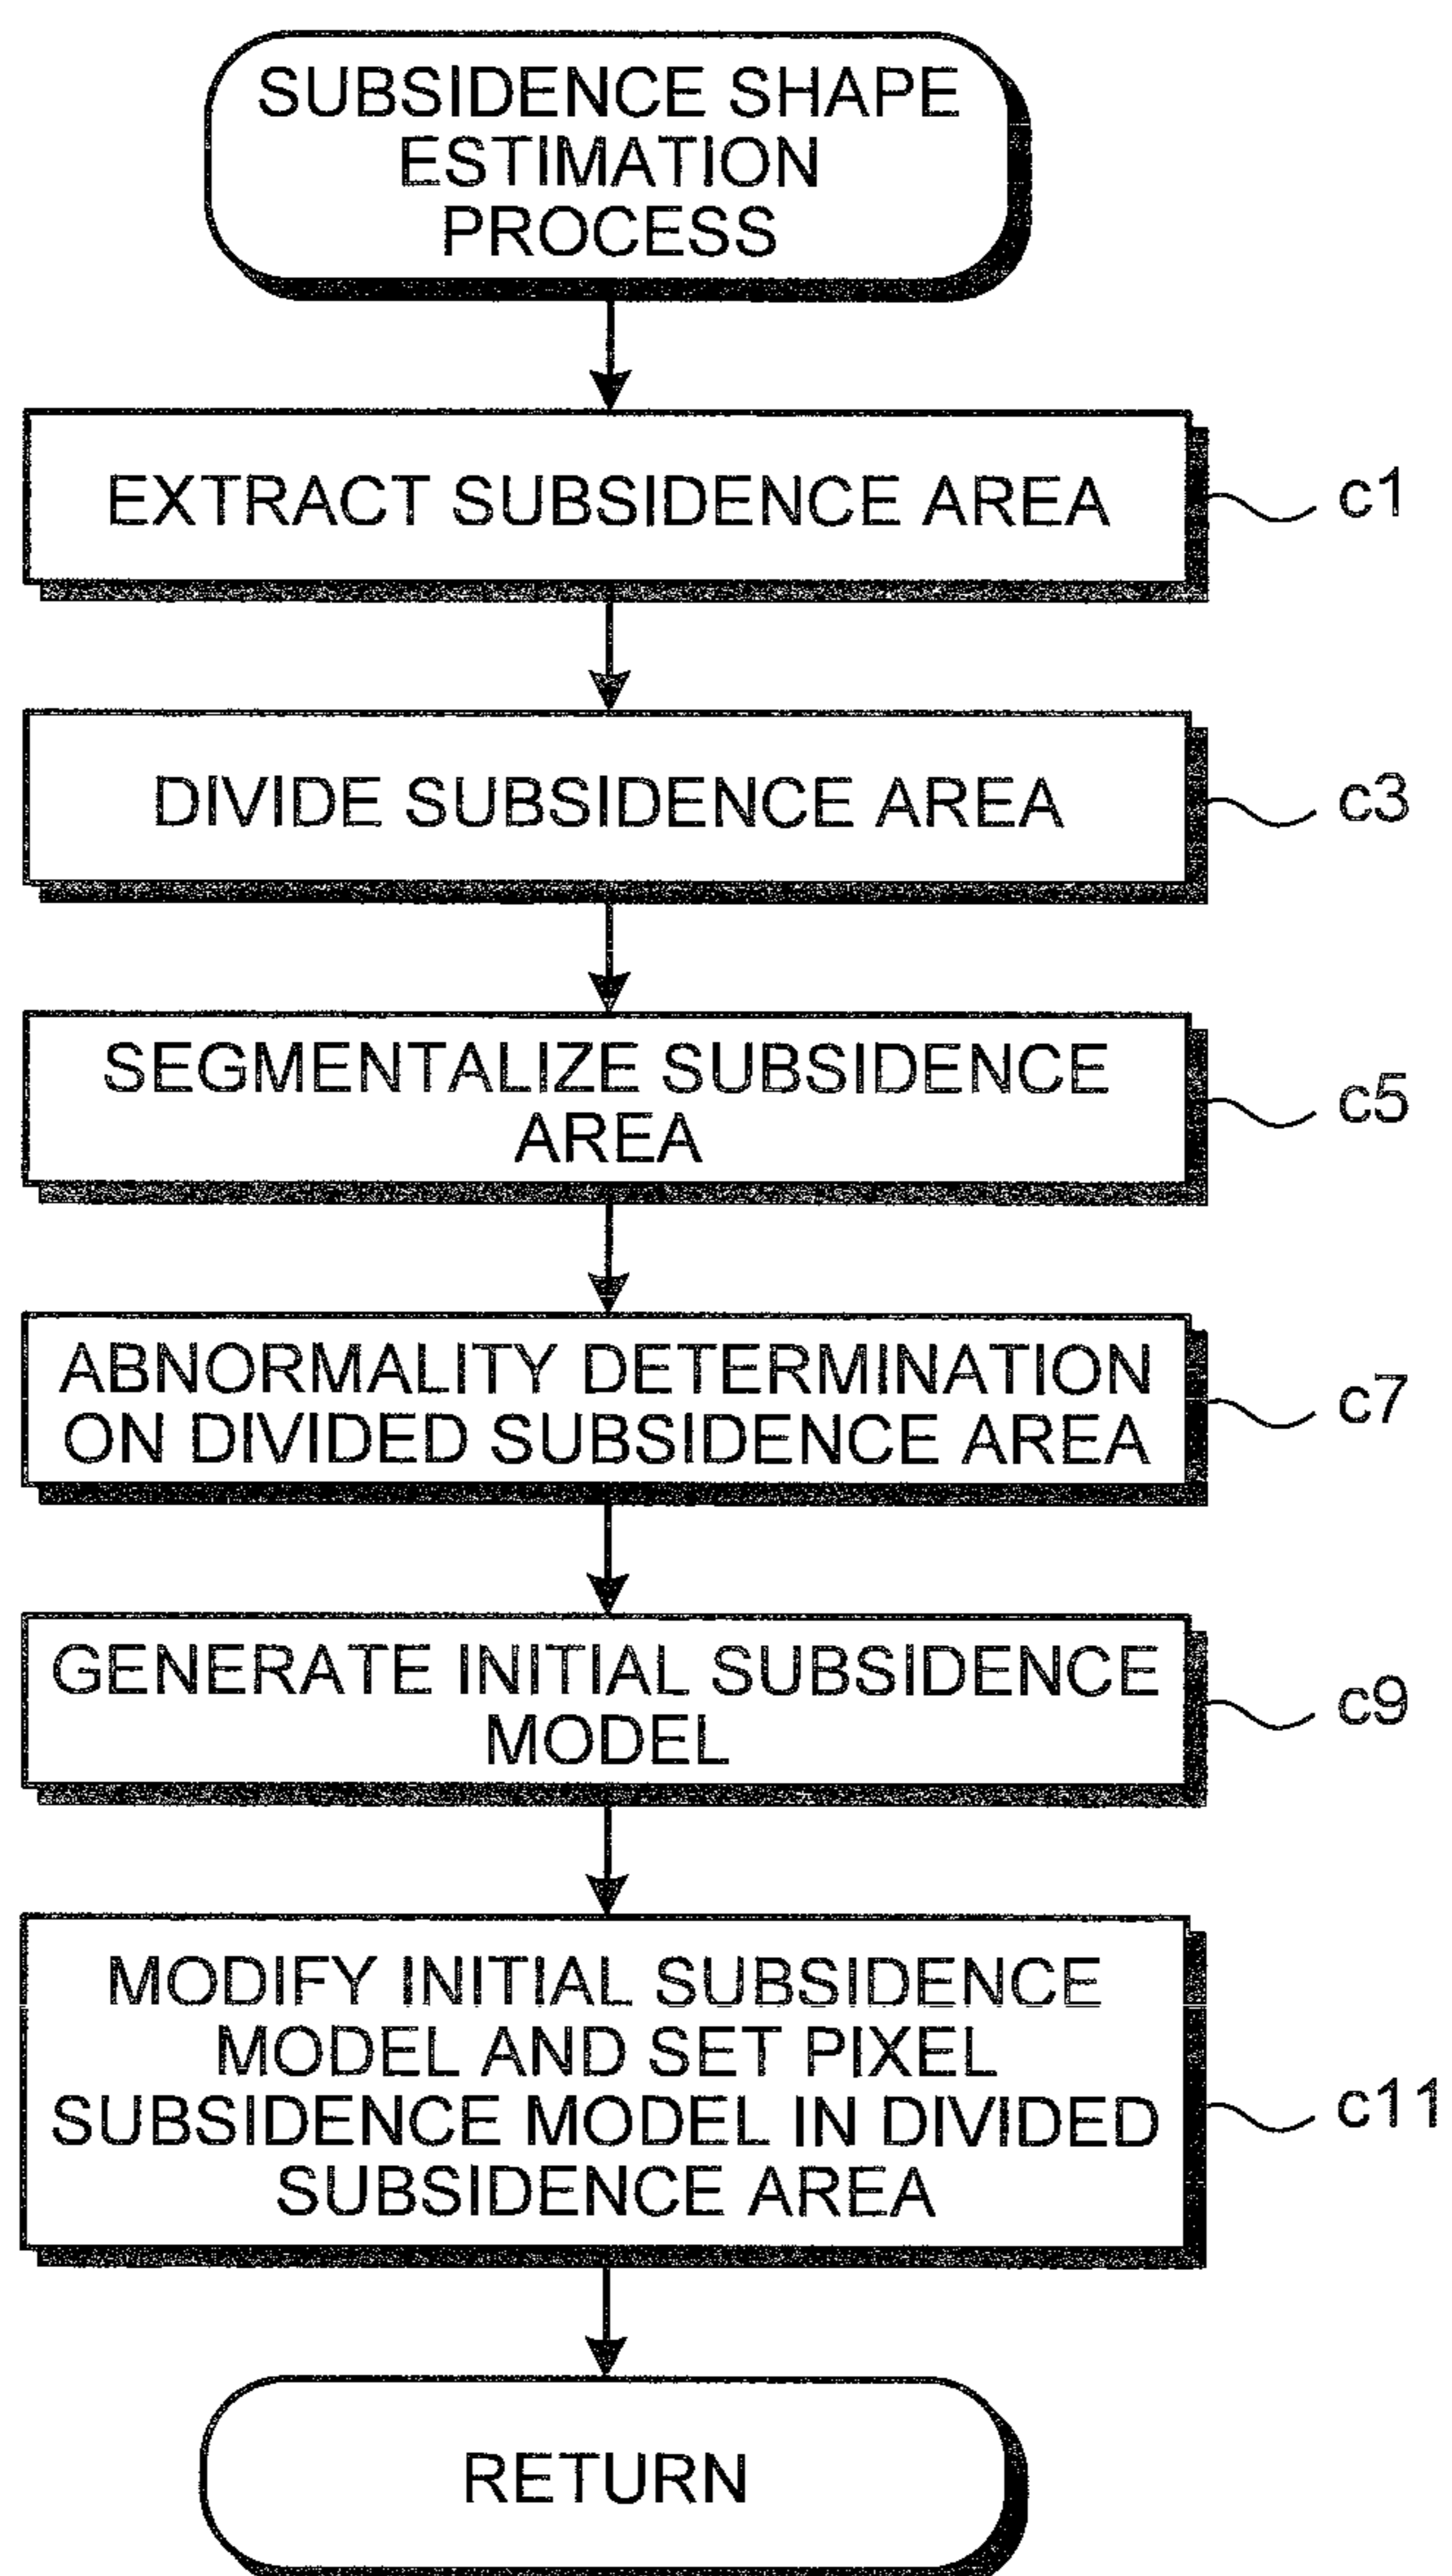 SUBSIDENCE SHAPE
ESTIMATION
PROCESS
EXTRACT SUBSIDENCE AREA
c1
DIVIDE SUBSIDENCE AREA
c3
SEGMENTALIZE SUBSIDENCE
AREA
c5
ABNORMALITY DETERMINATION
ON DIVIDED SUBSIDENCE AREA
c7
GENERATE INITIAL SUBSIDENCE
MODEL
c9
MODIFY INITIAL SUBSIDENCE
MODEL AND SET PIXEL
SUBSIDENCE MODEL IN DIVIDED
SUBSIDENCE AREA
c11
RETURN